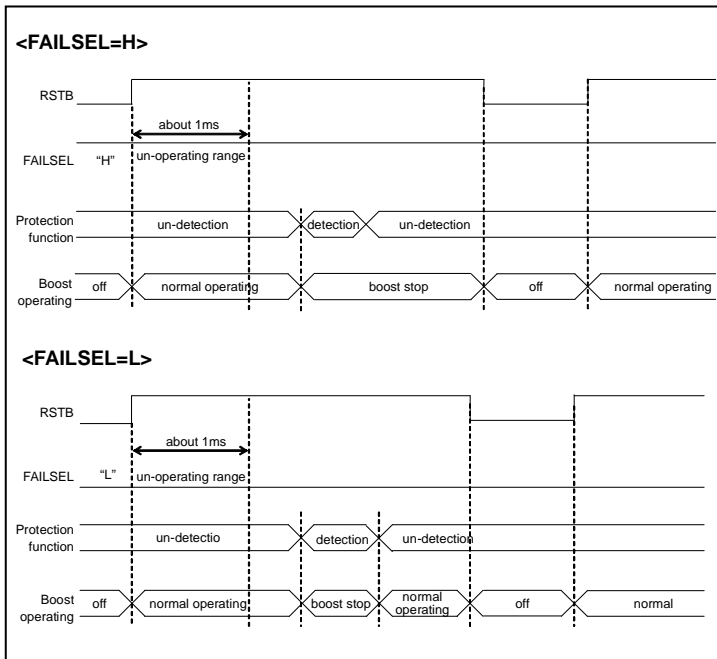 <FAILSEL=H>
RSTB
about 1ms
FAILSEL "H" un-operating range
Protection
function
un-detection detection un-detection
Boost
operating
off normal operating boost stop off normal operating
<FAILSEL=L>
RSTB
about 1ms
FAILSEL "L" un-operating range
Protection
function
un-detectio detection un-detection
Boost
operating
off normal operating boost stop normal
operating off normal